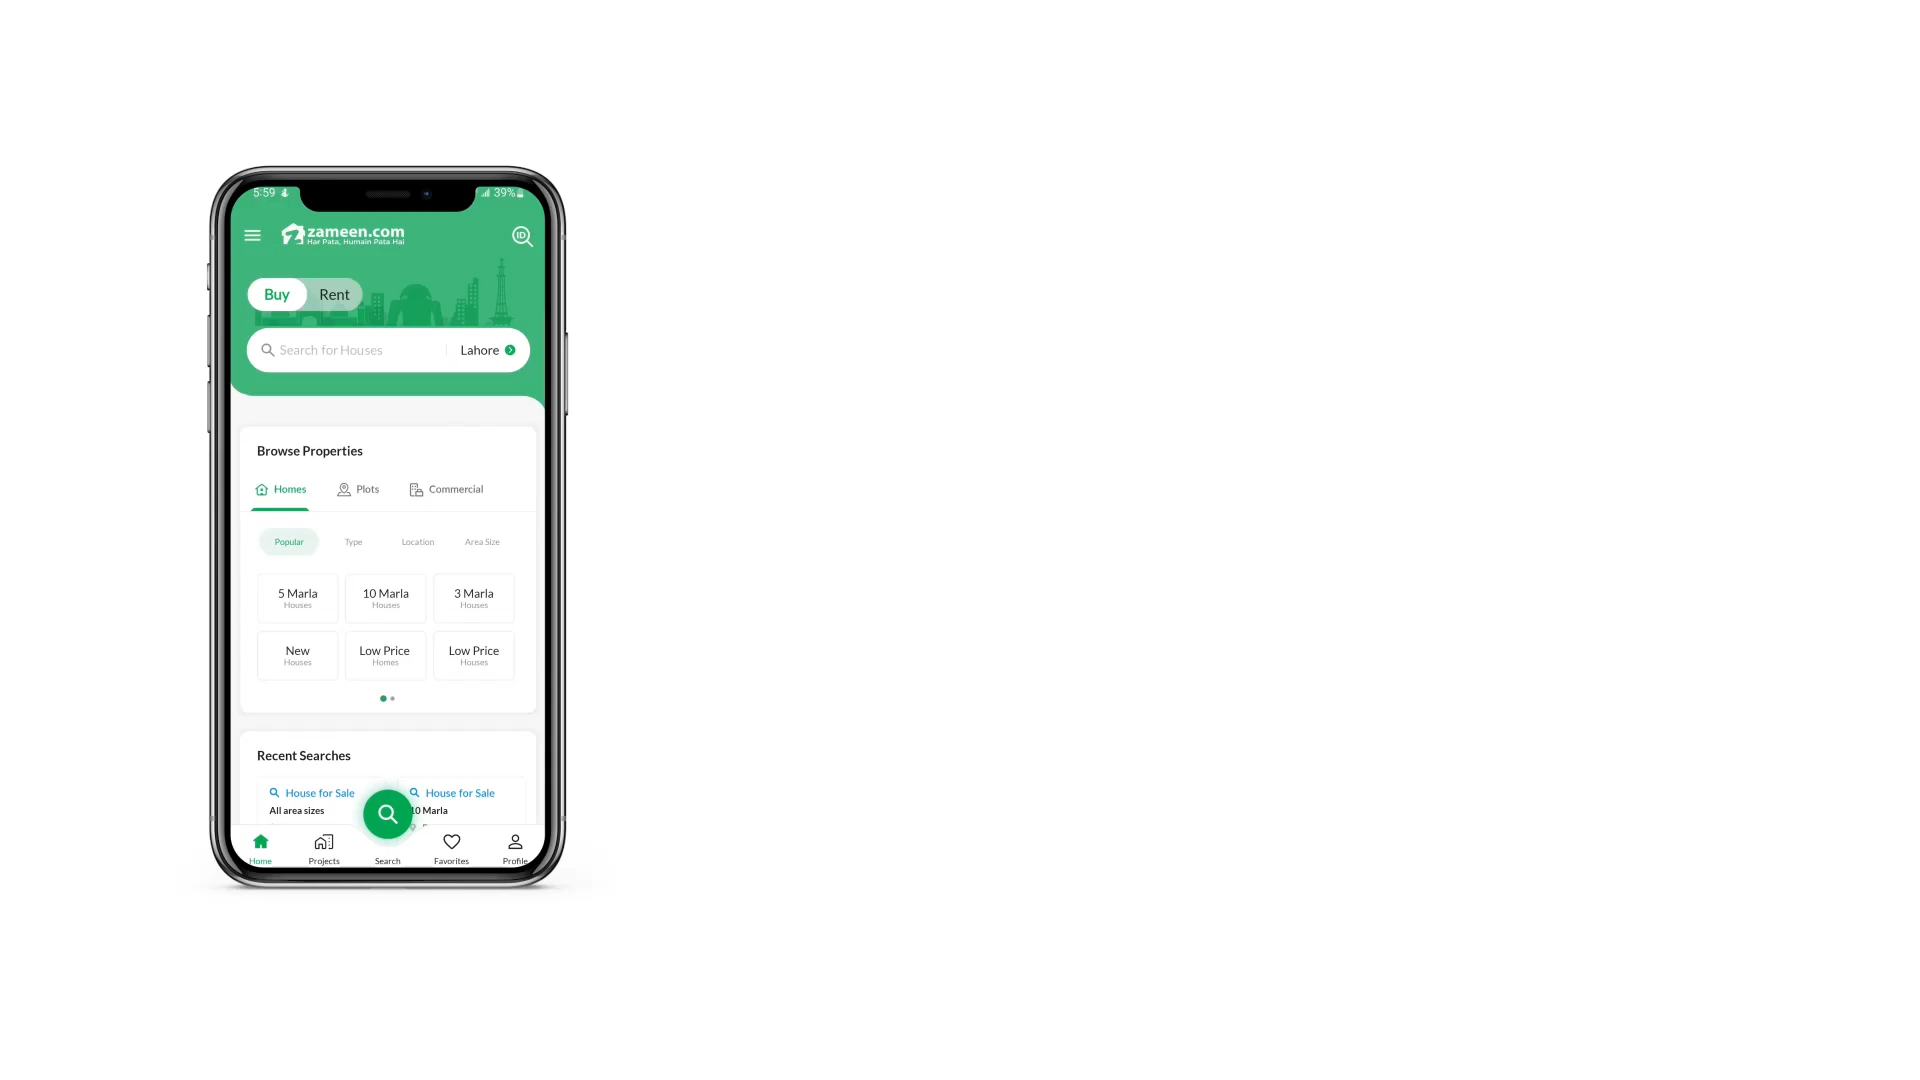 5:59
39%
zameen.com
Har Pata, Humain Pata Hai
ID
Buy Rent
Search for Houses Lahore
Browse Properties
Homes Plots Commercial
Popular Type Location Area Size
5 Marla 10 Marla 3 Marla
Houses Houses Houses
New Low Price Low Price
Houses Homes Houses
Recent Searches
House for Sale House for Sale
All area sizes 10 Marla
Home Projects Search Favorites Profile